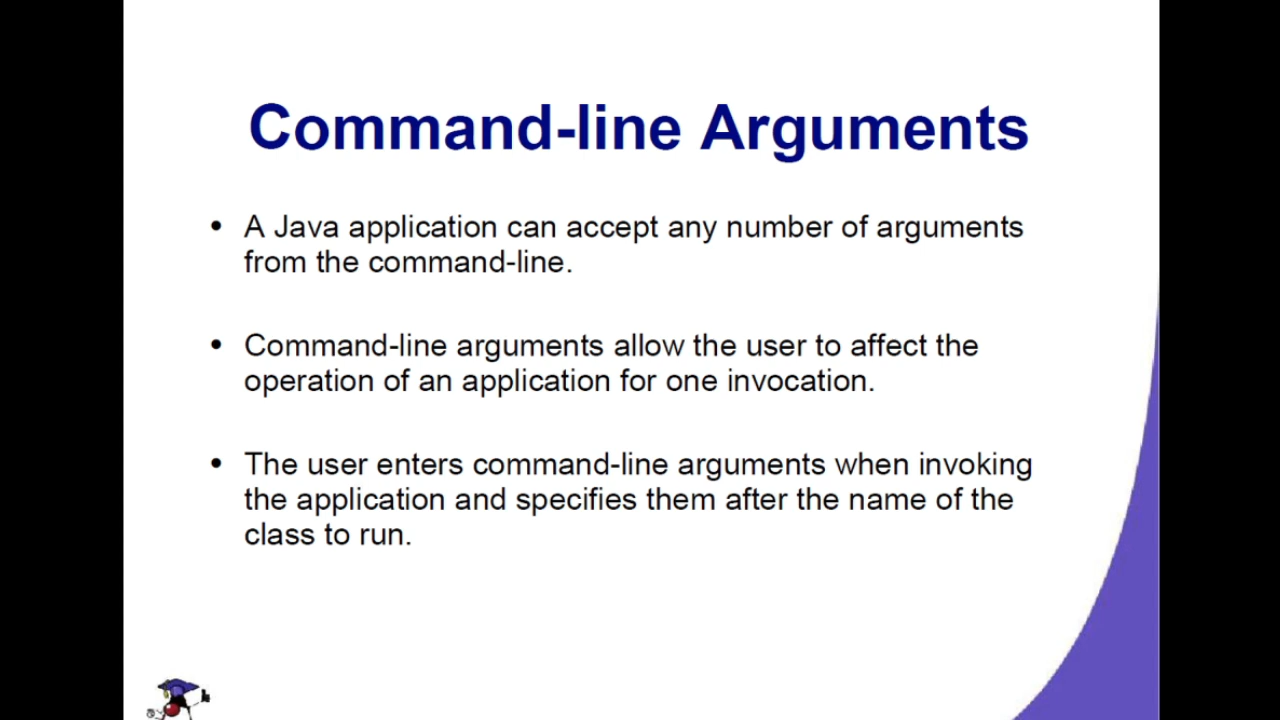 Command-line Arguments
• A Java application can accept any number of arguments
from the command-line.
• Command-line arguments allow the user to affect the
operation of an application for one invocation.
• The user enters command-line arguments when invoking
the application and specifies them after the name of the
class to run.